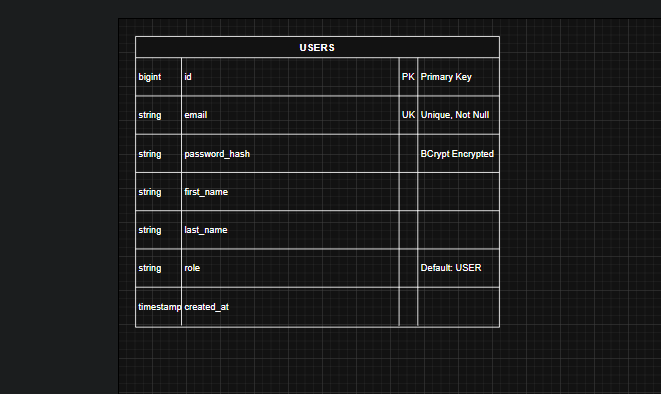 USERS
bigint id PK Primary Key
string email UK Unique, Not Null
string password_hash BCrypt Encrypted
string first_name
string last_name
string role Default: USER
timestamp created_at